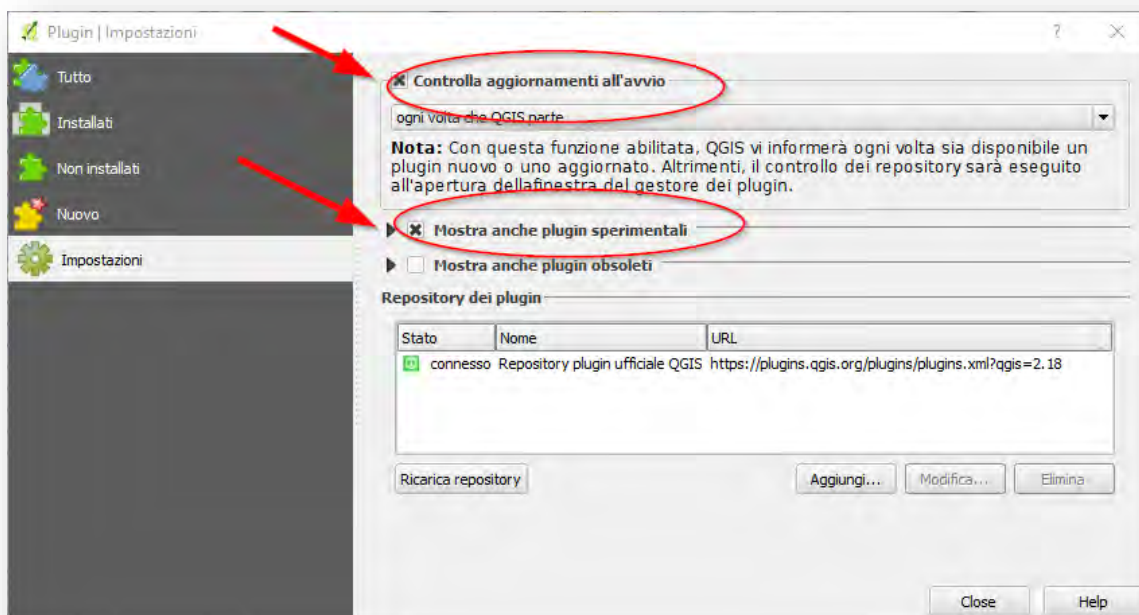 Plugin | Impostazioni
?
Tutto
Installati
Non installati
Nuovo
Impostazioni
Controlla aggiornamenti all'avvio
ogni volta che QGIS parte
Nota: Con questa funzione abilitata, QGIS vi informerà ogni volta sia disponibile un
plugin nuovo o uno aggiornato. Altrimenti, il controllo dei repository sarà eseguito
all'apertura dellafinestra del gestore dei plugin.
Mostra anche plugin sperimentali
Mostra anche plugin obsoleti
Repository dei plugin
Stato Nome URL
connesso Repository plugin ufficiale QGIS https://plugins.qgis.org/plugins/plugins.xml?qgis=2.18
Ricarica repository Aggiungi... Modifica... Elimina
Close Help